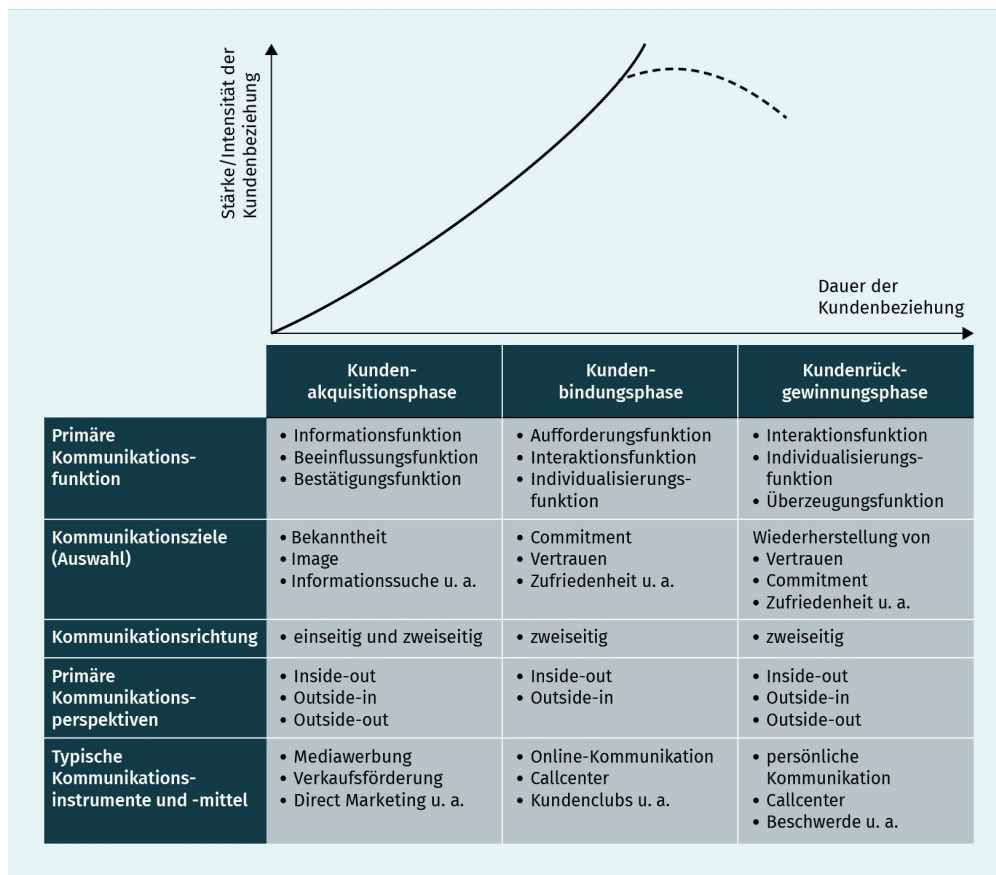 Stärke/Intensität der
Kundenbeziehung
Dauer der
Kundenbeziehung
Kunden-
akquisitionsphase
Kunden-
bindungsphase
Kundenrück-
gewinnungsphase
Primäre
Kommunikations-
funktion
• Informationsfunktion
• Beeinflussungsfunktion
• Bestätigungsfunktion
• Aufforderungsfunktion
• Interaktionsfunktion
• Individualisierungs-
funktion
• Interaktionsfunktion
• Individualisierungs-
funktion
• Überzeugungsfunktion
Kommunikationsziele
(Auswahl)
• Bekanntheit
• Image
• Informationssuche u. a.
• Commitment
• Vertrauen
• Zufriedenheit u. a.
Wiederherstellung von
• Vertrauen
• Commitment
• Zufriedenheit u. a.
Kommunikationsrichtung
• einseitig und zweiseitig
• zweiseitig
• zweiseitig
Primäre
Kommunikations-
perspektiven
• Inside-out
• Outside-in
• Outside-out
• Inside-out
• Outside-in
• Inside-out
• Outside-in
• Outside-out
Typische
Kommunikations-
instrumente und -mittel
• Mediawerbung
• Verkaufsförderung
• Direct Marketing u. a.
• Online-Kommunikation
• Callcenter
• Kundenclubs u. a.
• persönliche
Kommunikation
• Callcenter
• Beschwerde u. a.